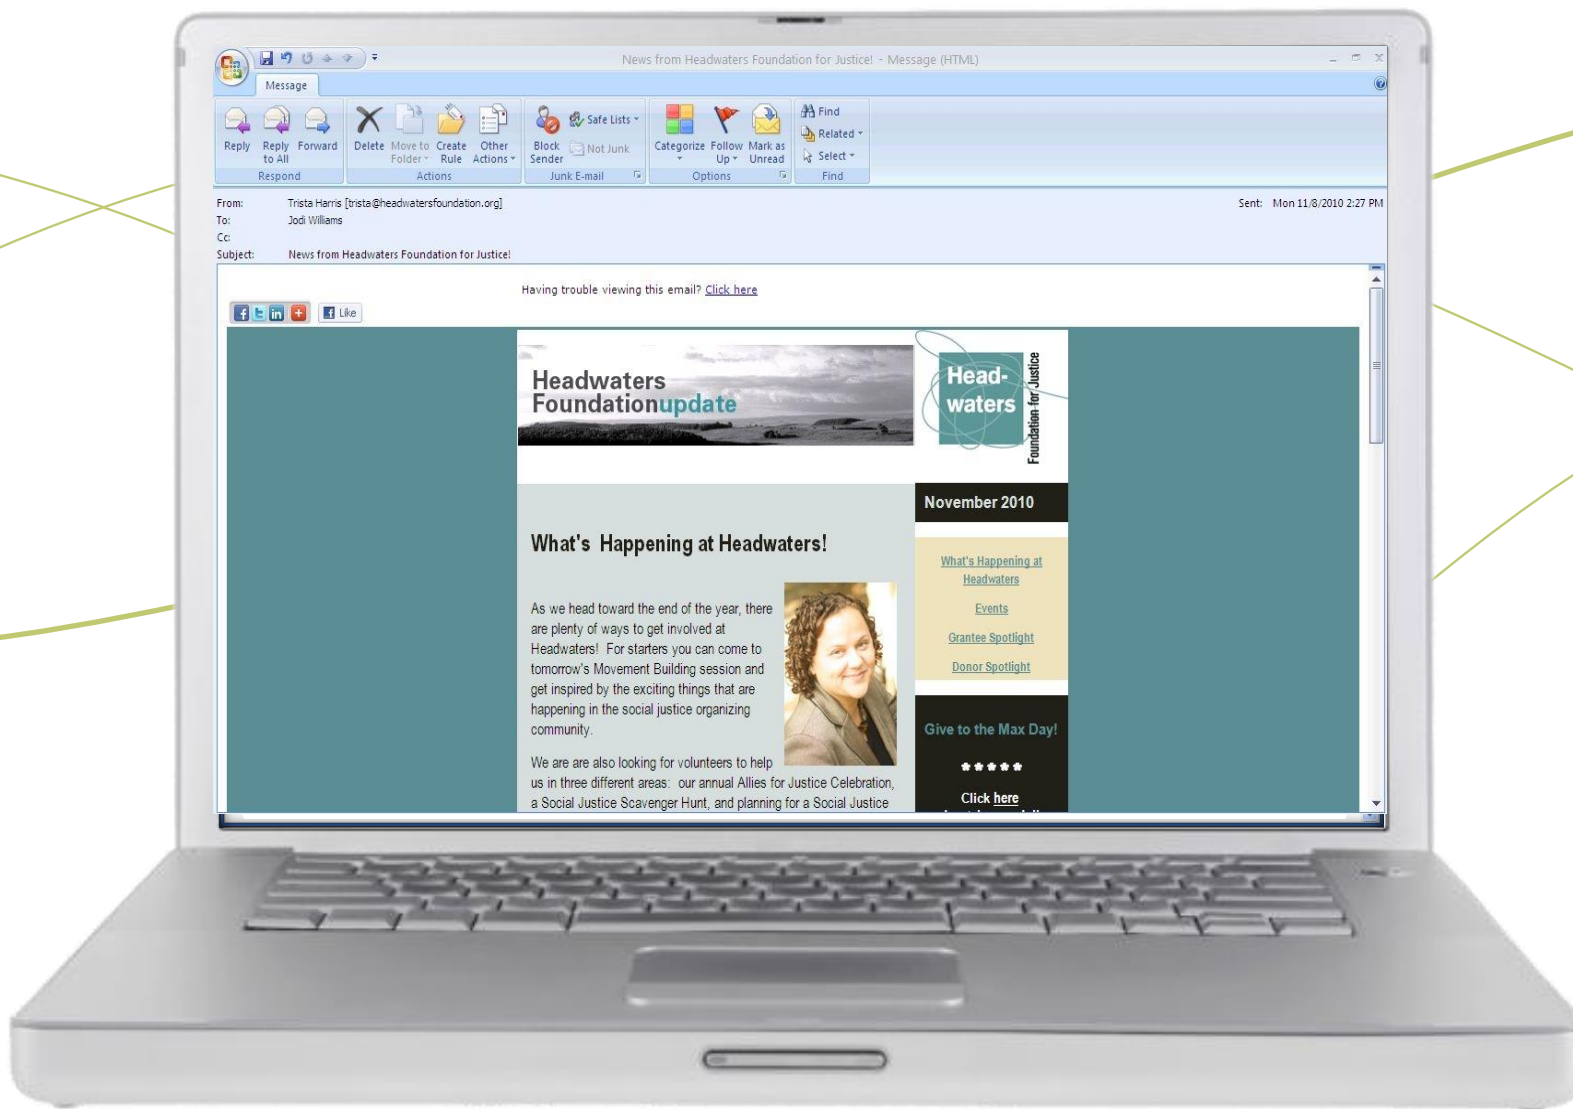 News from Headwaters Foundation for Justice! - Message (HTML)
Message
Reply
Reply to All
Forward
Respond
Delete
Move to Folder
Create Rule
Other Actions
Actions
Block Sender
Safe Lists
Not Junk
Junk E-mail
Categorize
Follow Up
Mark as Unread
Options
Find
Related
Select
Find
From: Trista Harris [trista@headwatersfoundation.org]
Sent: Mon 11/8/2010 2:27 PM
To: Jodi Williams
Cc:
Subject: News from Headwaters Foundation for Justice!
Having trouble viewing this email? Click here
Like
Headwaters
Foundationupdate
Head-
waters
Foundation for Justice
November 2010
What's Happening at Headwaters!
As we head toward the end of the year, there
are plenty of ways to get involved at
Headwaters! For starters you can come to
tomorrow's Movement Building session and
get inspired by the exciting things that are
happening in the social justice organizing
community.
We are are also looking for volunteers to help
us in three different areas: our annual Allies for Justice Celebration,
a Social Justice Scavenger Hunt, and planning for a Social Justice
What's Happening at
Headwaters
Events
Grantee Spotlight
Donor Spotlight
Give to the Max Day!
*****
Click here